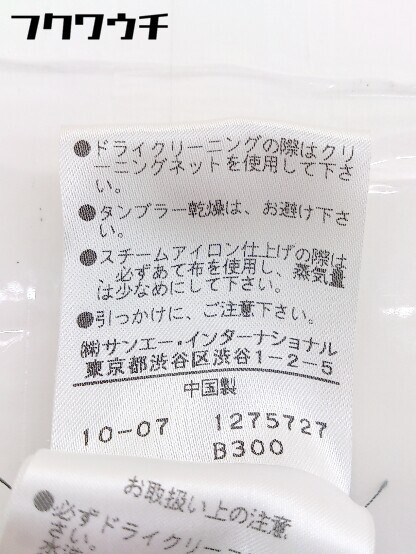 フクワウチ
●ドライクリーニングの際はクリ
ーニングネットを使用して下さ
い。
●タンブラー乾燥は、お避け下さ
い。
●スチームアイロン仕上げの際は
、必ずあて布を使用し、蒸気量
は少なめにして下さい。
●引っかけに、ご注意下さい。
㈱サンエー・インターナショナル
東京都渋谷区渋谷1-2-5
中国製
10-07 1275727
B300
お取扱い上の注意
●必ずドライクリー
さい。